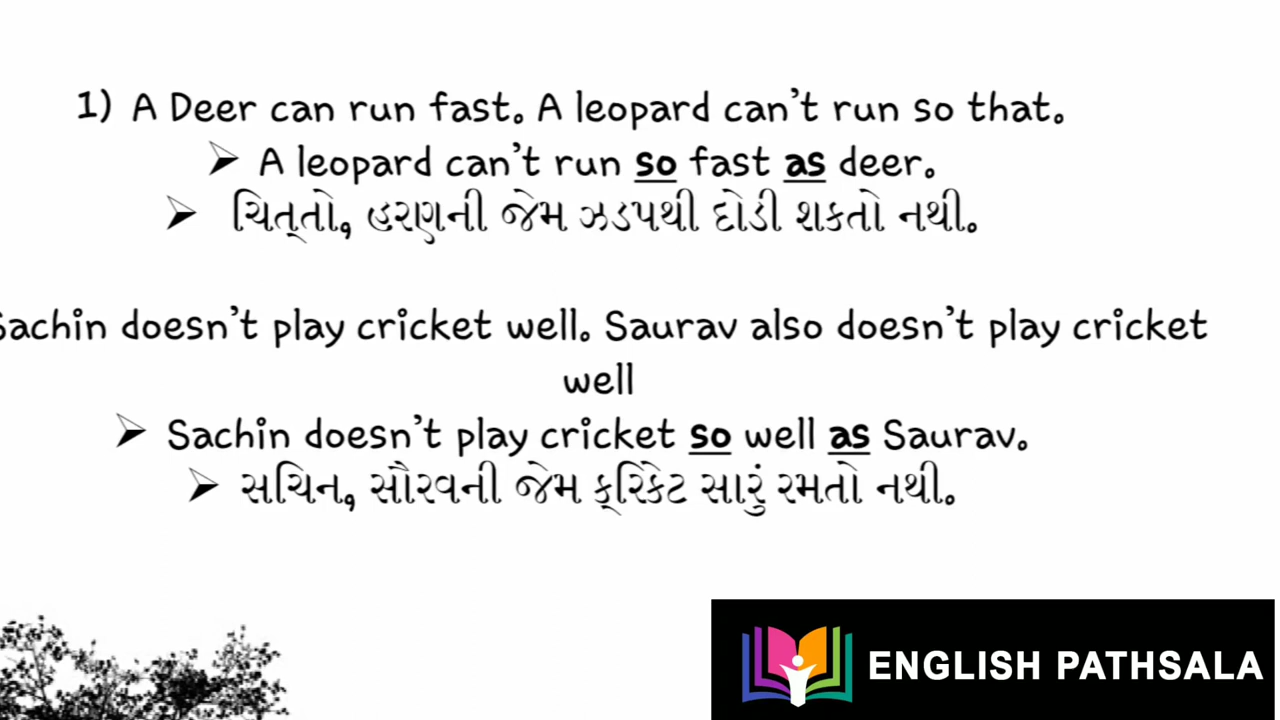 1) A Deer can run fast. A leopard can't run so that.
➢ A leopard can't run so fast as deer.
➢ ચિત્તો, હરણની જેમ ઝડપથી દોડી શકતો નથી.
Sachin doesn't play cricket well. Saurav also doesn't play cricket
well
➢ Sachin doesn't play cricket so well as Saurav.
➢ સચિન, સૌરવની જેમ ક્રિકેટ સારું રમતો નથી.
ENGLISH PATHSALA